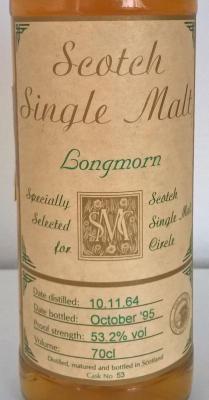 Scotch
Single Malt
Longmorn
Specially
Selected
for
SMC
Scotch
Single Malt
Circle
Date distilled: 10.11.64
Date bottled: October '95
Proof strength: 53.2% vol
Volume: 70cl
Distilled, matured and bottled in Scotland
Cask No. 53